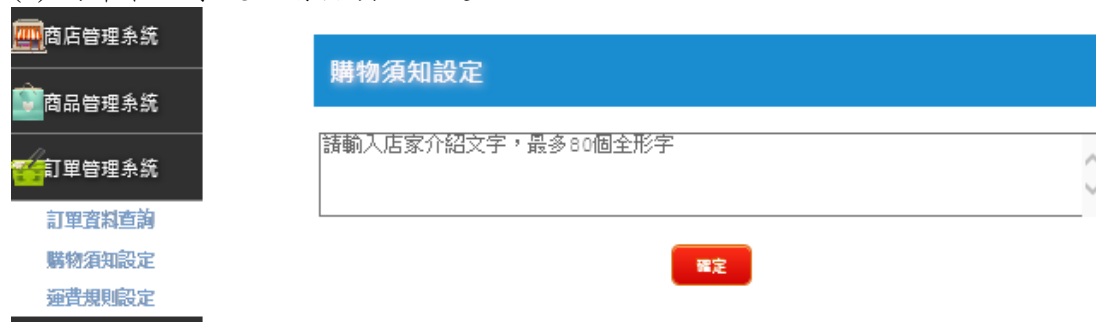 商店管理系統
商品管理系統
訂單管理系統
訂單資料查詢
購物須知設定
運費規則設定
購物須知設定
請輸入店家介紹文字，最多80個全形字
確定